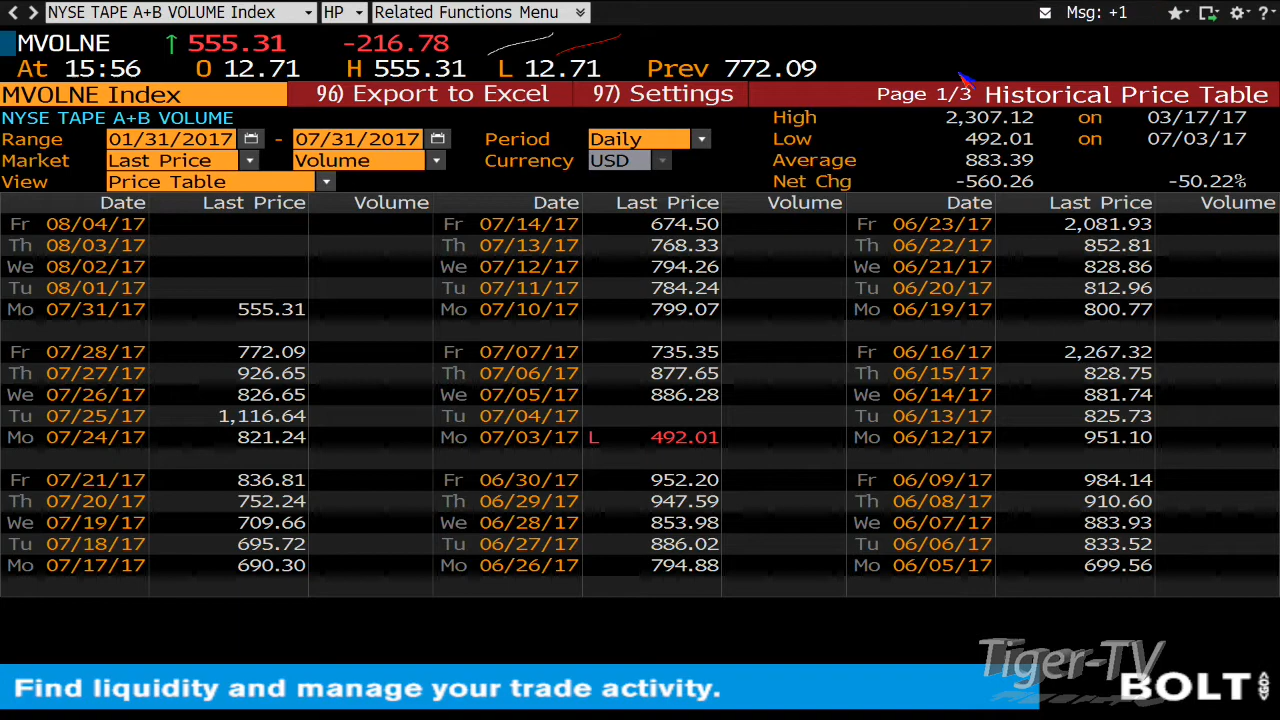 NYSE TAPE A+B VOLUME Index HP Related Functions Menu Msg: +1 ?
MVOLNE ↑ 555.31 -216.78
At 15:56 O 12.71 H 555.31 L 12.71 Prev 772.09
MVOLNE Index 96) Export to Excel 97) Settings Page 1/3 Historical Price Table
NYSE TAPE A+B VOLUME High 2,307.12 on 03/17/17
Range 01/31/2017 - 07/31/2017 Period Daily Low 492.01 on 07/03/17
Market Last Price Volume Currency USD Average 883.39
View Price Table Net Chg -560.26 -50.22%
Date Last Price Volume Date Last Price Volume Date Last Price Volume
Fr 08/04/17 Fr 07/14/17 674.50 Fr 06/23/17 2,081.93
Th 08/03/17 Th 07/13/17 768.33 Th 06/22/17 852.81
We 08/02/17 We 07/12/17 794.26 We 06/21/17 828.86
Tu 08/01/17 Tu 07/11/17 784.24 Tu 06/20/17 812.96
Mo 07/31/17 555.31 Mo 07/10/17 799.07 Mo 06/19/17 800.77
Fr 07/28/17 772.09 Fr 07/07/17 735.35 Fr 06/16/17 2,267.32
Th 07/27/17 926.65 Th 07/06/17 877.65 Th 06/15/17 828.75
We 07/26/17 826.65 We 07/05/17 886.28 We 06/14/17 881.74
Tu 07/25/17 1,116.64 Tu 07/04/17 Tu 06/13/17 825.73
Mo 07/24/17 821.24 Mo 07/03/17 L 492.01 Mo 06/12/17 951.10
Fr 07/21/17 836.81 Fr 06/30/17 952.20 Fr 06/09/17 984.14
Th 07/20/17 752.24 Th 06/29/17 947.59 Th 06/08/17 910.60
We 07/19/17 709.66 We 06/28/17 853.98 We 06/07/17 883.93
Tu 07/18/17 695.72 Tu 06/27/17 886.02 Tu 06/06/17 833.52
Mo 07/17/17 690.30 Mo 06/26/17 794.88 Mo 06/05/17 699.56
Tiger-TV
Find liquidity and manage your trade activity. BOLT GO